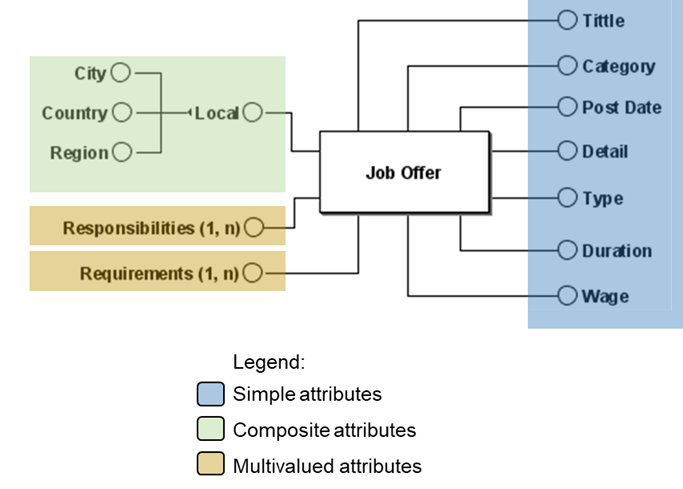 Tittle
City
Category
Country
Local
Post Date
Region
Detail
Job Offer
Type
Responsibilities (1, n)
Duration
Requirements (1, n)
Wage
Legend:
Simple attributes
Composite attributes
Multivalued attributes